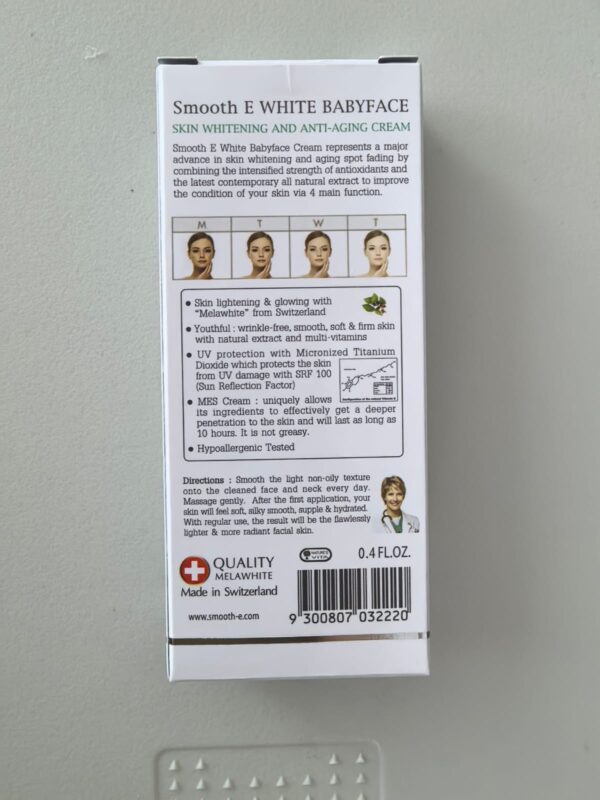 Smooth E WHITE BABYFACE
SKIN WHITENING AND ANTI-AGING CREAM
Smooth E White Babyface Cream represents a major
advance in skin whitening and aging spot fading by
combining the intensified strength of antioxidants and
the latest contemporary all natural extract to improve
the condition of your skin via 4 main function.
M T W T
• Skin lightening & glowing with
"Melawhite" from Switzerland
• Youthful : wrinkle-free, smooth, soft & firm skin
with natural extract and multi-vitamins
• UV protection with Micronized Titanium
Dioxide which protects the skin
from UV damage with SRF 100
(Sun Reflection Factor)
• MES Cream : uniquely allows
its ingredients to effectively get a deeper
penetration to the skin and will last as long as
10 hours. It is not greasy.
• Hypoallergenic Tested
Directions : Smooth the light non-oily texture
onto the cleaned face and neck every day.
Massage gently. After the first application, your
skin will feel soft, silky smooth, supple & hydrated.
With regular use, the result will be the flawlessly
lighter & more radiant facial skin.
QUALITY
MELAWHITE
Made in Switzerland
www.smooth-e.com
NATURE'S
VITA
0.4 FL.OZ.
9 300807 032220